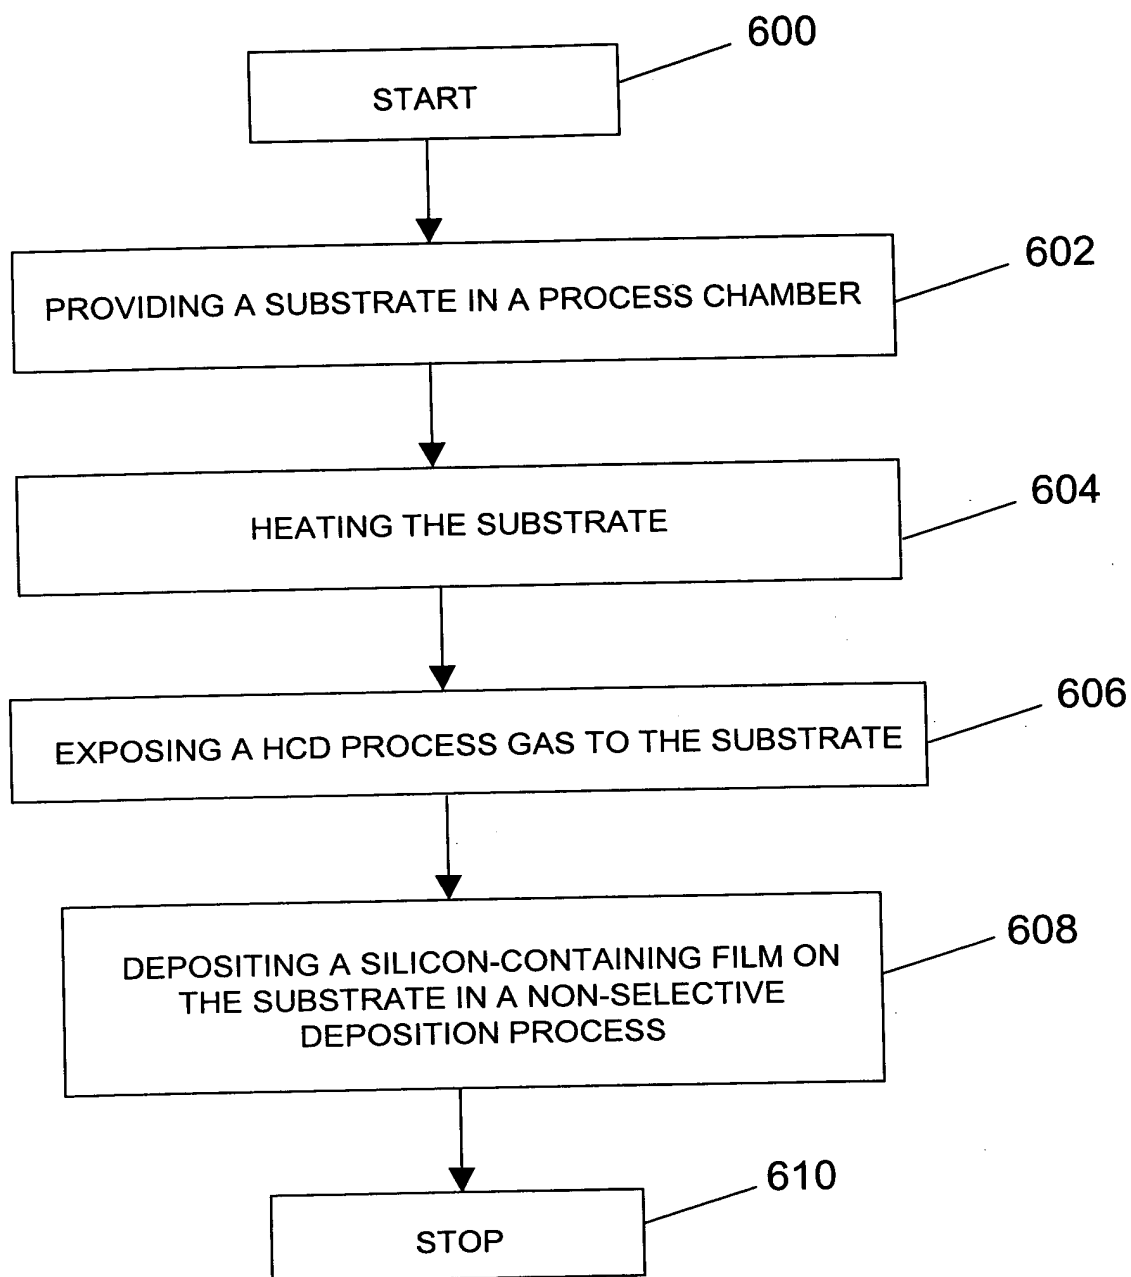 600
START
602
PROVIDING A SUBSTRATE IN A PROCESS CHAMBER
604
HEATING THE SUBSTRATE
606
EXPOSING A HCD PROCESS GAS TO THE SUBSTRATE
608
DEPOSITING A SILICON-CONTAINING FILM ON
THE SUBSTRATE IN A NON-SELECTIVE
DEPOSITION PROCESS
610
STOP